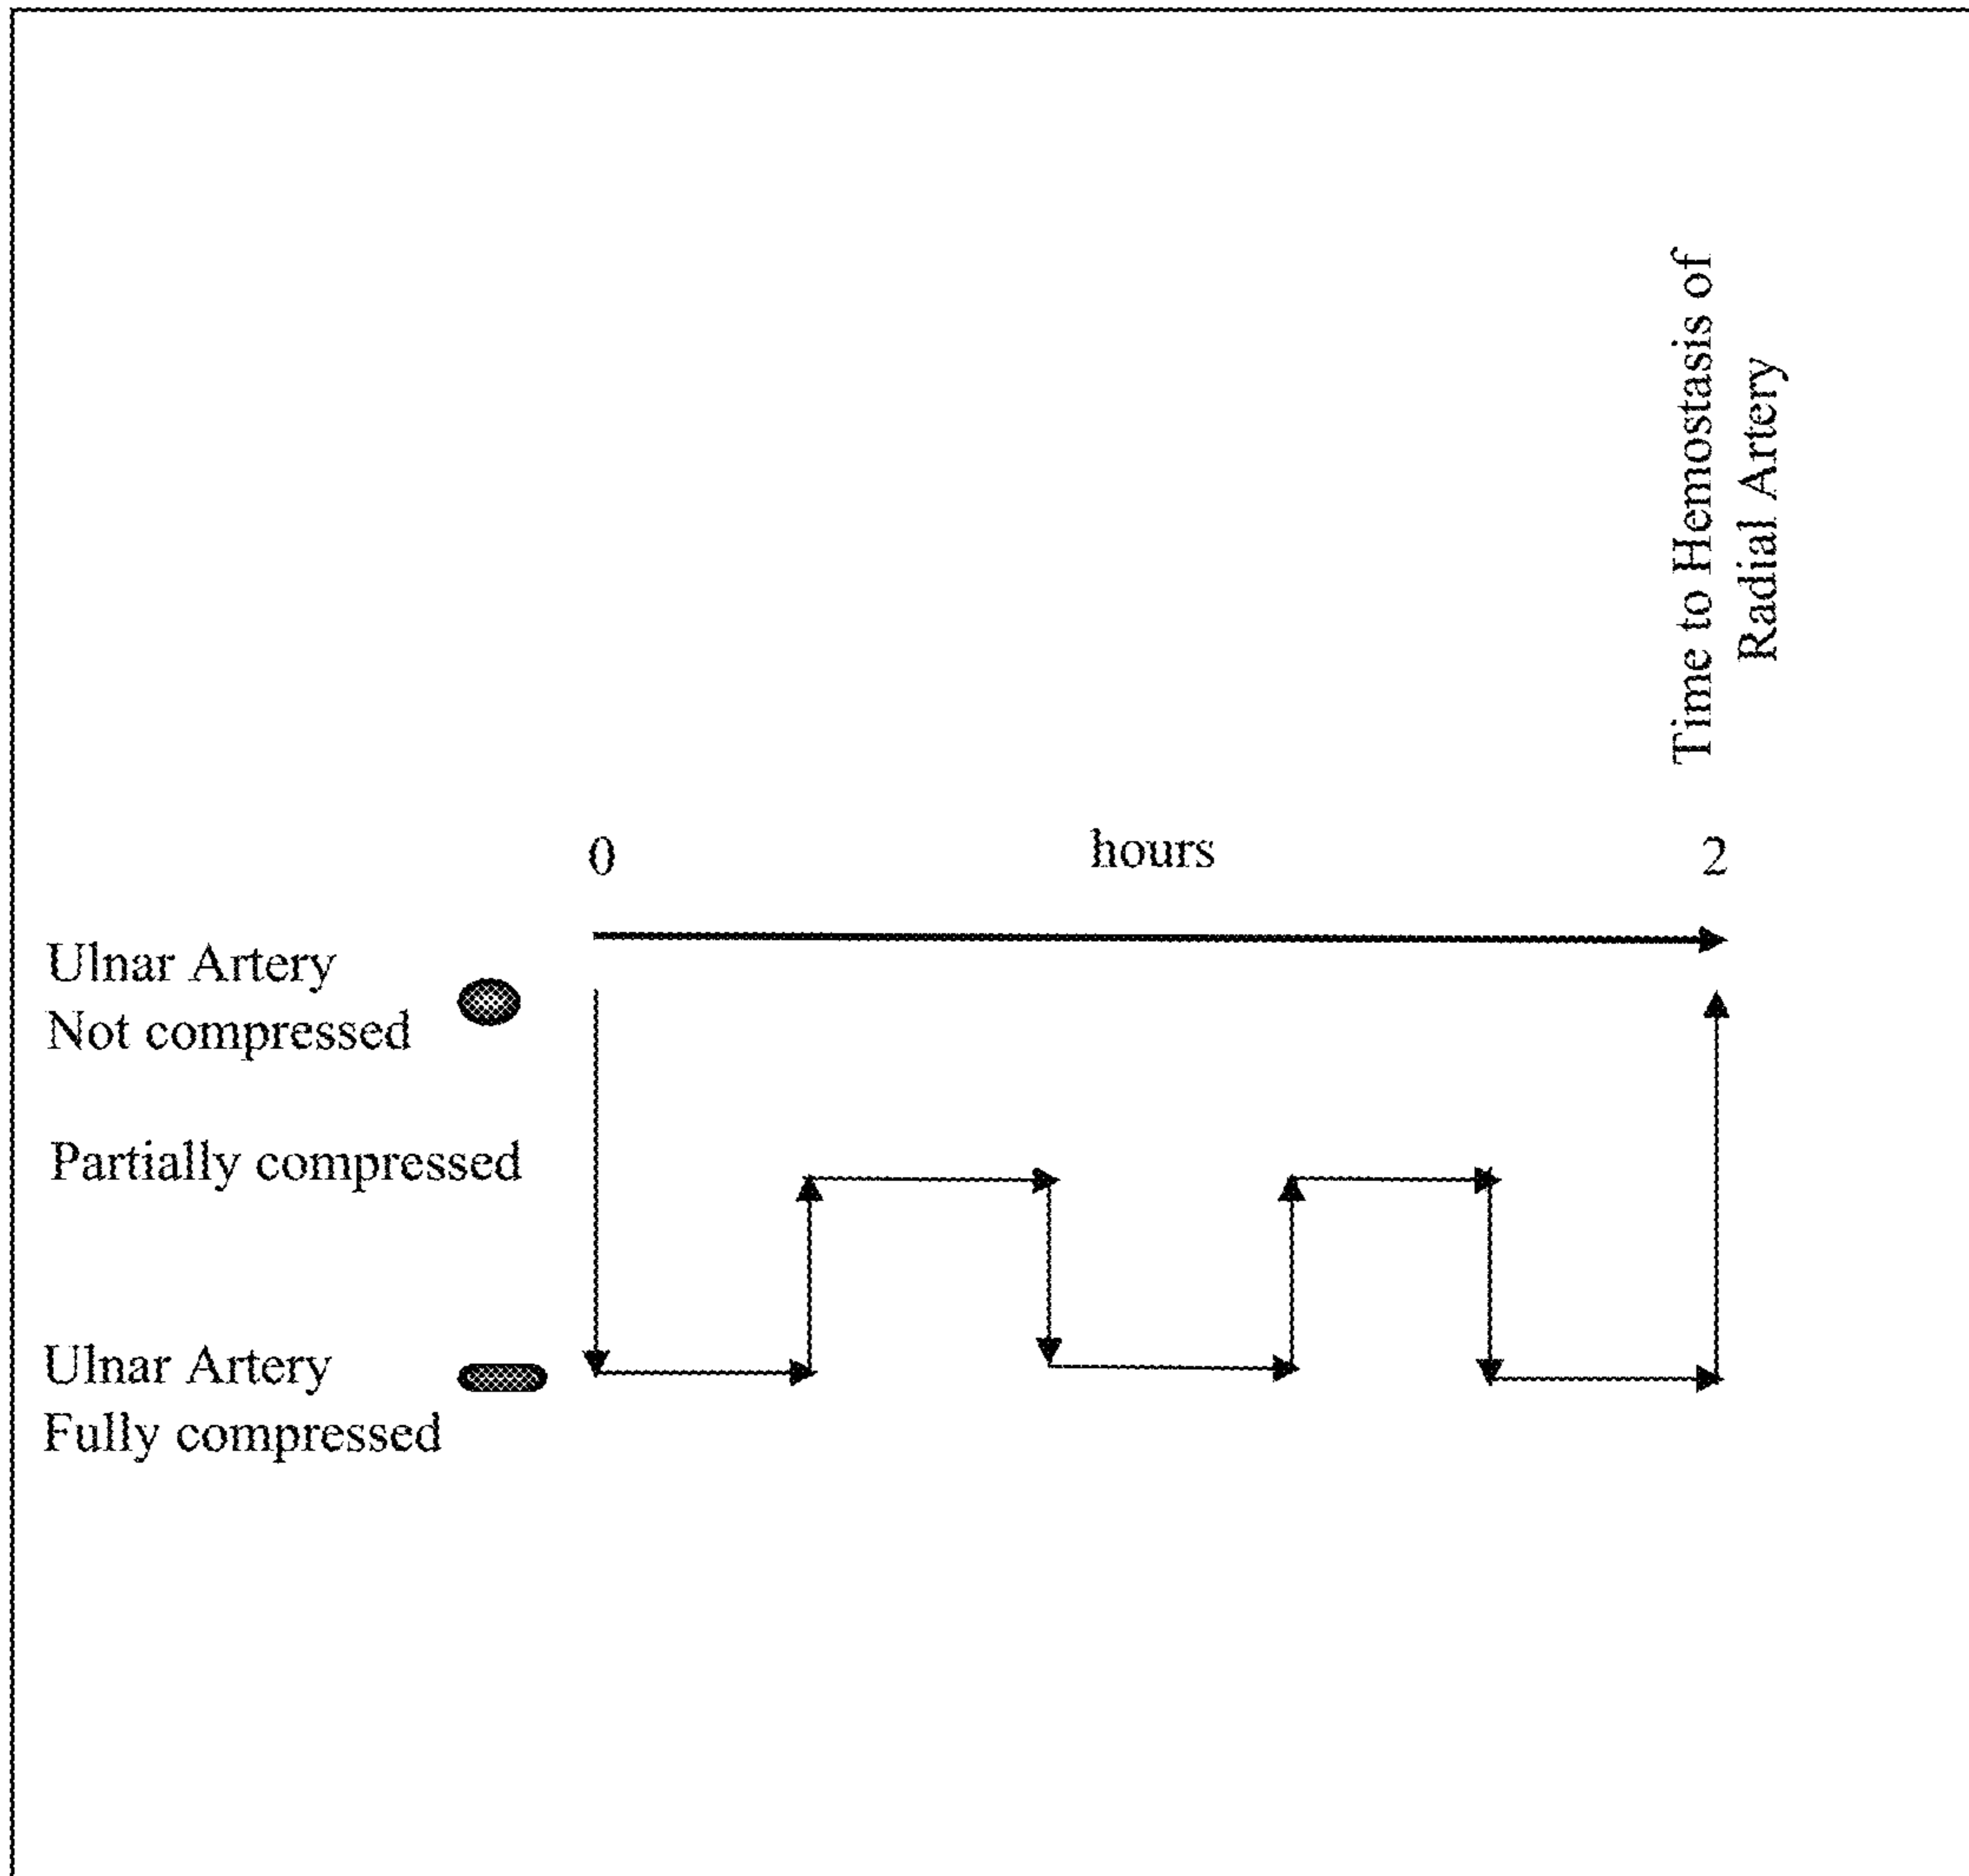 Time to Hemostasis of
Radial Artery
0 hours 2
Ulnar Artery
Not compressed
Partially compressed
Ulnar Artery
Fully compressed